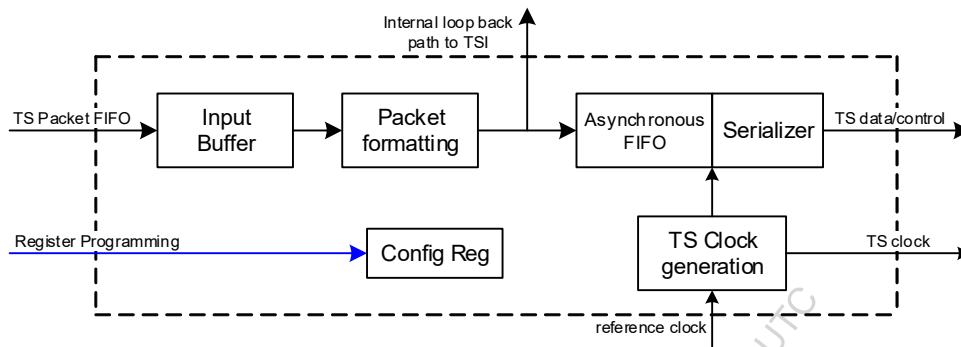 Internal loop back
path to TSI
TS Packet FIFO
Input
Buffer
Packet
formatting
Asynchronous
FIFO
Serializer
TS data/control
Register Programming
Config Reg
TS Clock
generation
TS clock
reference clock
UTC